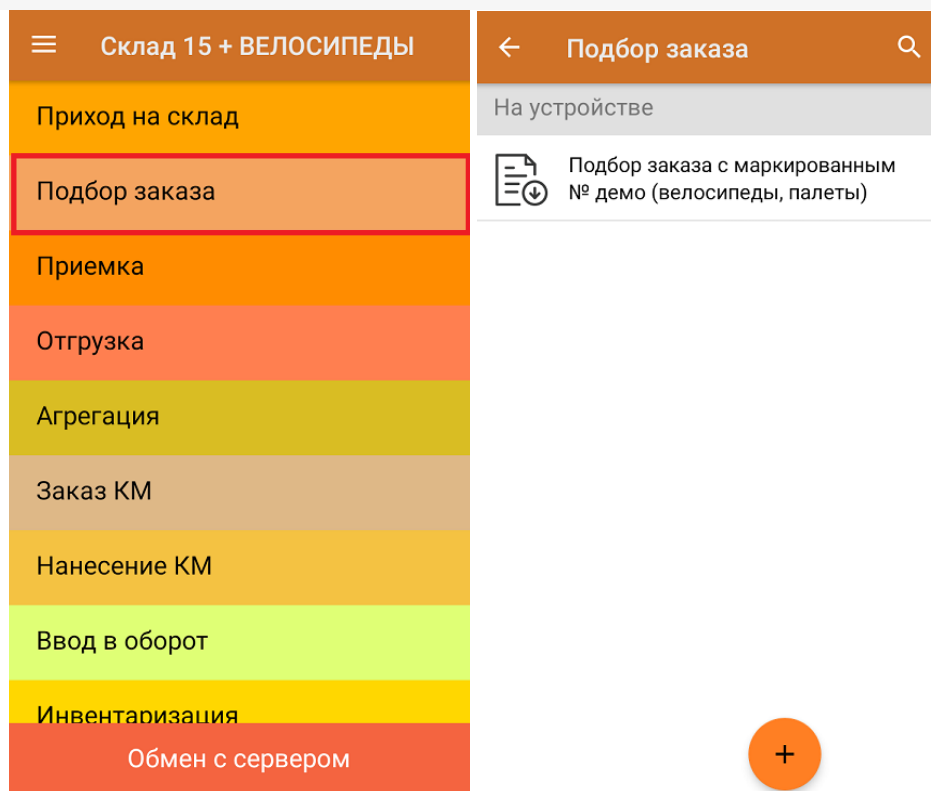 Склад 15 + ВЕЛОСИПЕДЫ
Приход на склад
Подбор заказа
Приемка
Отгрузка
Агрегация
Заказ КМ
Нанесение КМ
Ввод в оборот
Инвентаризация
Обмен с сервером
Подбор заказа
На устройстве
Подбор заказа с маркированным
№ демо (велосипеды, палеты)
+